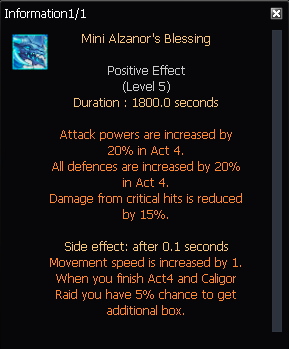 Information1/1
Mini Alzanor's Blessing
Positive Effect
(Level 5)
Duration : 1800.0 seconds
Attack powers are increased by
20% in Act 4.
All defences are increased by 20%
in Act 4.
Damage from critical hits is reduced
by 15%.
Side effect: after 0.1 seconds
Movement speed is increased by 1.
When you finish Act4 and Caligor
Raid you have 5% chance to get
additional box.